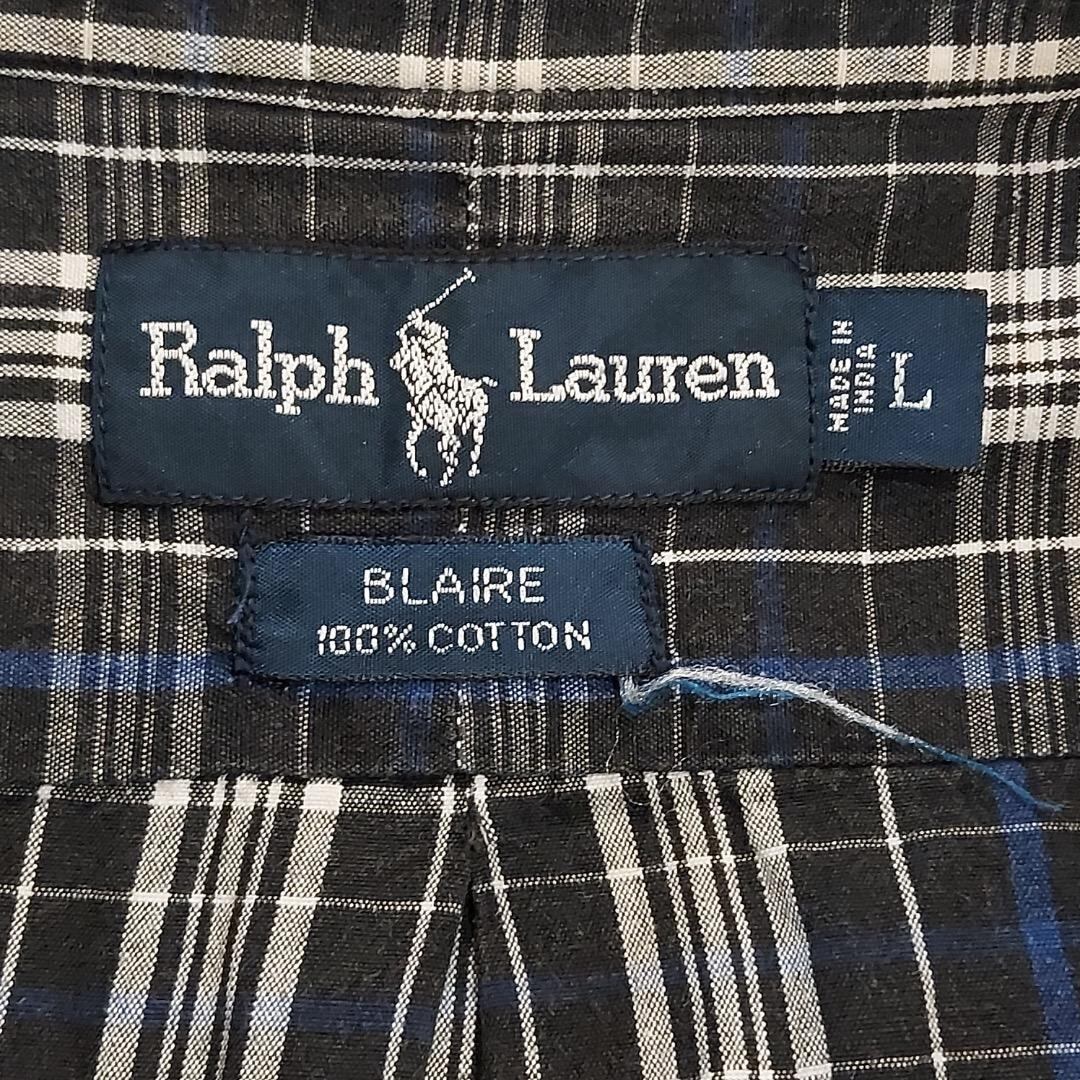 Ralph Lauren
MADE IN
INDIA
L
BLAIRE
100% COTTON